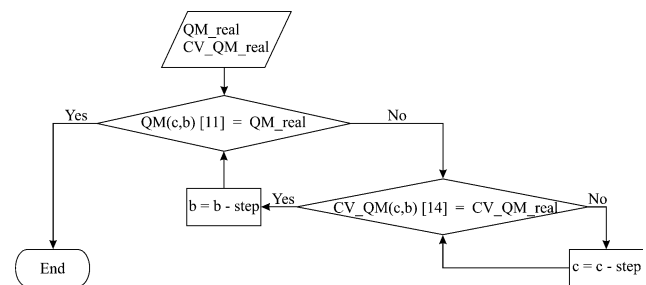 QM_real
CV_QM_real
Yes
QM(c,b) [11] = QM_real
No
b = b - step
Yes
CV_QM(c,b) [14] = CV_QM_real
No
End
c = c - step